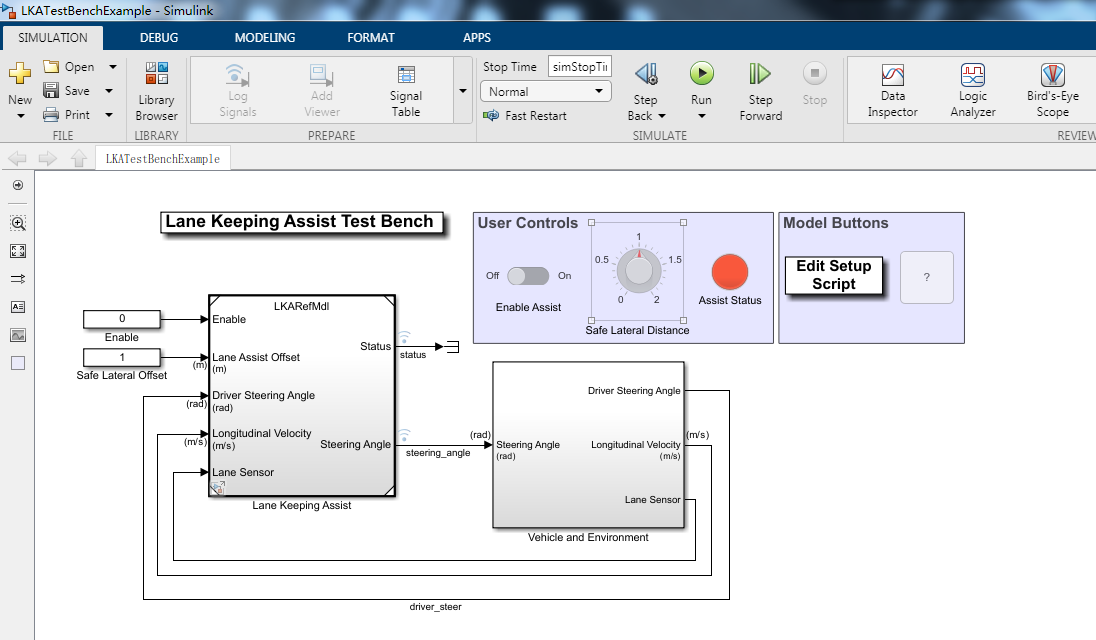 LKATestBenchExample - Simulink
SIMULATION DEBUG MODELING FORMAT APPS
New
Open
Save
Print
FILE
Library
Browser
LIBRARY
Log
Signals
Add
Viewer
Signal
Table
PREPARE
Stop Time simStopTi
Normal
Fast Restart
Step
Back
Run
Step
Forward
Stop
SIMULATE
Data
Inspector
Logic
Analyzer
Bird's-Eye
Scope
REVIEW
LKATestBenchExample
Lane Keeping Assist Test Bench
User Controls
Off On
Enable Assist
0 0.5 1 1.5 2
Safe Lateral Distance
Assist Status
Model Buttons
Edit Setup
Script
?
0
Enable
1
Safe Lateral Offset
LKARefMdl
Enable
(m) Lane Assist Offset
(m)
(rad) Driver Steering Angle
(rad)
(m/s) Longitudinal Velocity
(m/s)
Lane Sensor
Status
Steering Angle
Lane Keeping Assist
status
steering_angle
(rad)
Steering Angle
(rad)
Driver Steering Angle
Longitudinal Velocity
(m/s)
(m/s)
Lane Sensor
Vehicle and Environment
driver_steer